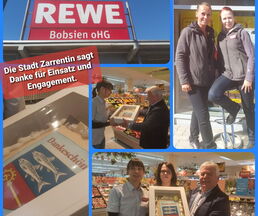 REWE
Bobsien oHG
Die Stadt Zarrentin sagt
Danke für Einsatz und
Engagement.
Dankeschön